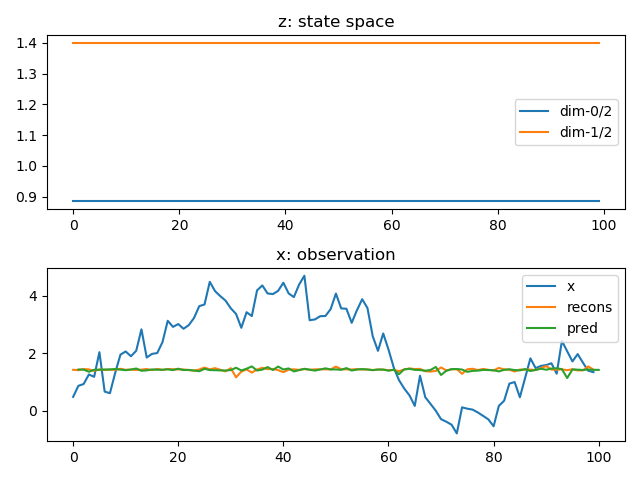 z: state space
1.4
1.3
1.2
1.1
1.0
0.9
dim-0/2
dim-1/2
0 20 40 60 80 100
x: observation
4
2
0
x
recons
pred
0 20 40 60 80 100